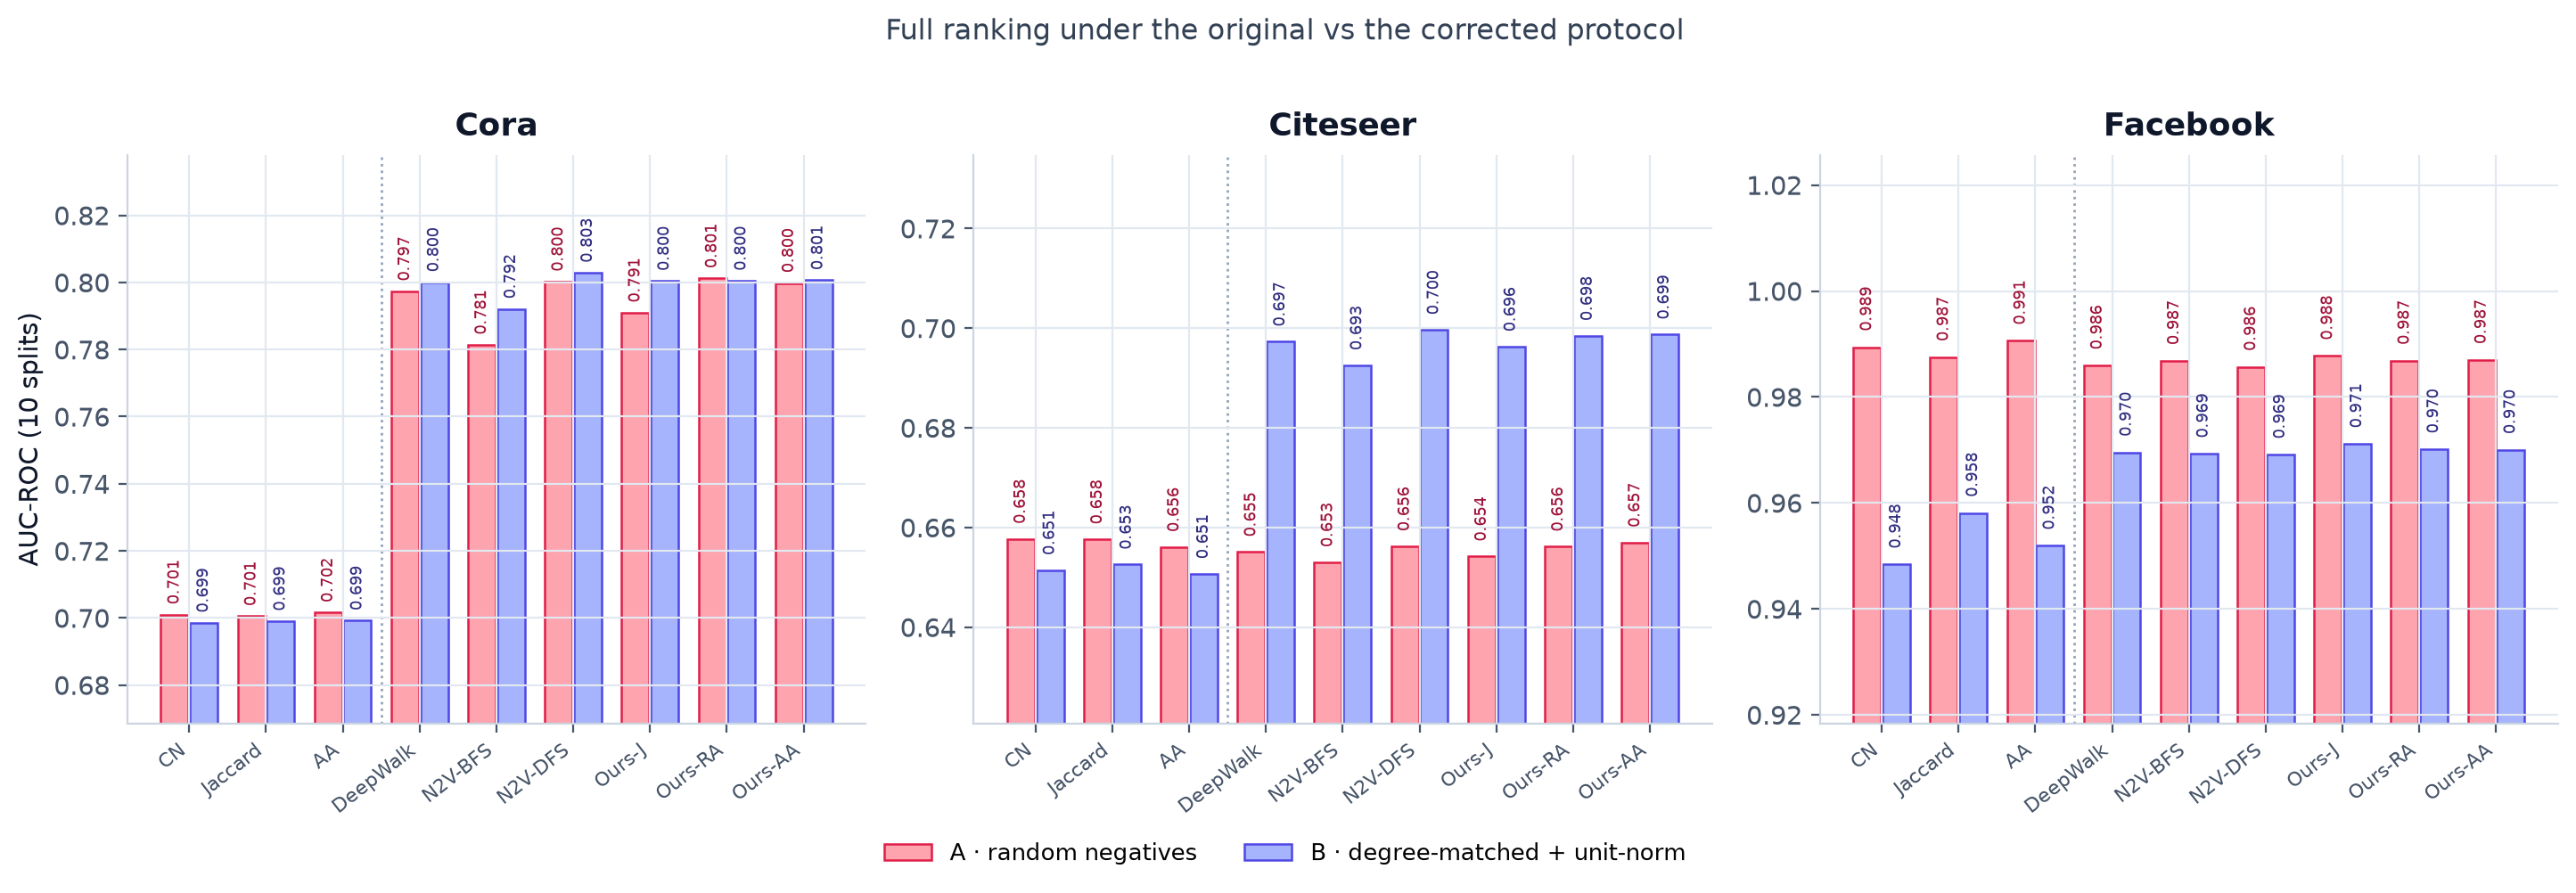 Full ranking under the original vs the corrected protocol
Cora
AUC-ROC (10 splits)
0.82
0.80
0.78
0.76
0.74
0.72
0.70
0.68
0.701
0.699
0.701
0.699
0.702
0.699
0.797
0.800
0.781
0.792
0.800
0.803
0.791
0.800
0.801
0.800
0.800
0.801
CN
Jaccard
AA
DeepWalk
N2V-BFS
N2V-DFS
Ours-J
Ours-RA
Ours-AA
Citeseer
0.72
0.70
0.68
0.66
0.64
0.658
0.651
0.658
0.653
0.656
0.651
0.655
0.697
0.653
0.693
0.656
0.700
0.654
0.696
0.656
0.698
0.657
0.699
CN
Jaccard
AA
DeepWalk
N2V-BFS
N2V-DFS
Ours-J
Ours-RA
Ours-AA
Facebook
1.02
1.00
0.98
0.96
0.94
0.92
0.989
0.948
0.987
0.958
0.991
0.952
0.986
0.970
0.987
0.969
0.986
0.969
0.988
0.971
0.987
0.970
0.987
0.970
CN
Jaccard
AA
DeepWalk
N2V-BFS
N2V-DFS
Ours-J
Ours-RA
Ours-AA
A · random negatives
B · degree-matched + unit-norm